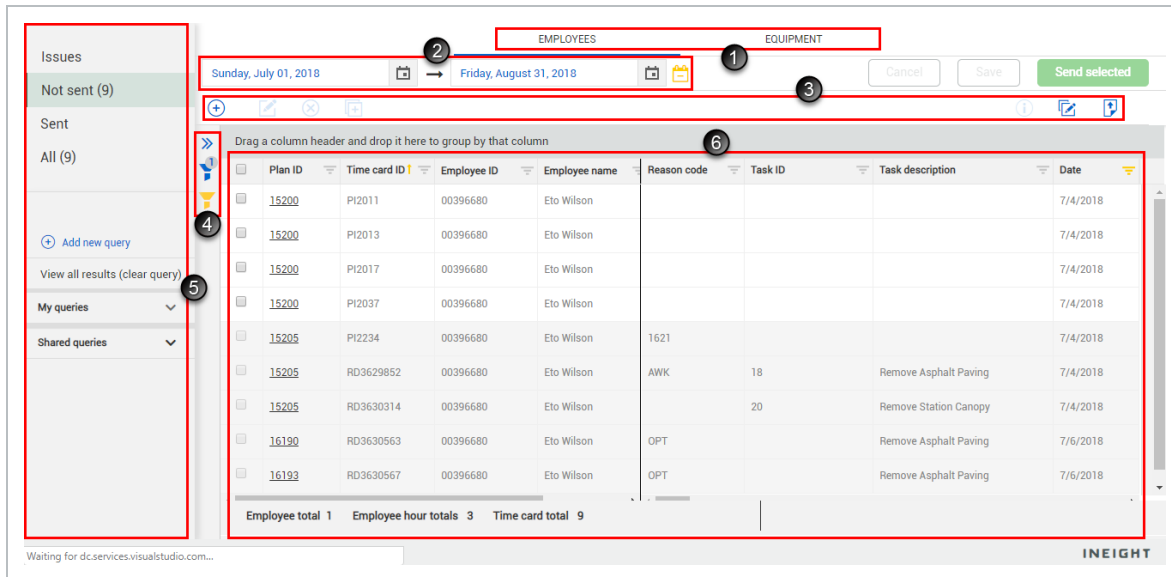 EMPLOYEES EQUIPMENT
1
2
Issues
Sunday, July 01, 2018 → Friday, August 31, 2018
Cancel Save Send selected
Not sent (9)
3
Sent
All (9)
Drag a column header and drop it here to group by that column
6
1
Plan ID Time card ID Employee ID Employee name Reason code Task ID Task description Date
15200 PI2011 00396680 Eto Wilson 7/4/2018
4
15200 PI2013 00396680 Eto Wilson 7/4/2018
Add new query
15200 PI2017 00396680 Eto Wilson 7/4/2018
View all results (clear query)
5
15200 PI2037 00396680 Eto Wilson 7/4/2018
My queries
15205 PI2234 00396680 Eto Wilson 1621 7/4/2018
Shared queries
15205 RD3629852 00396680 Eto Wilson AWK 18 Remove Asphalt Paving 7/4/2018
15205 RD3630314 00396680 Eto Wilson 20 Remove Station Canopy 7/4/2018
16190 RD3630563 00396680 Eto Wilson OPT Remove Asphalt Paving 7/6/2018
16193 RD3630567 00396680 Eto Wilson OPT Remove Asphalt Paving 7/6/2018
Employee total 1 Employee hour totals 3 Time card total 9
Waiting for dc.services.visualstudio.com...
INEIGHT